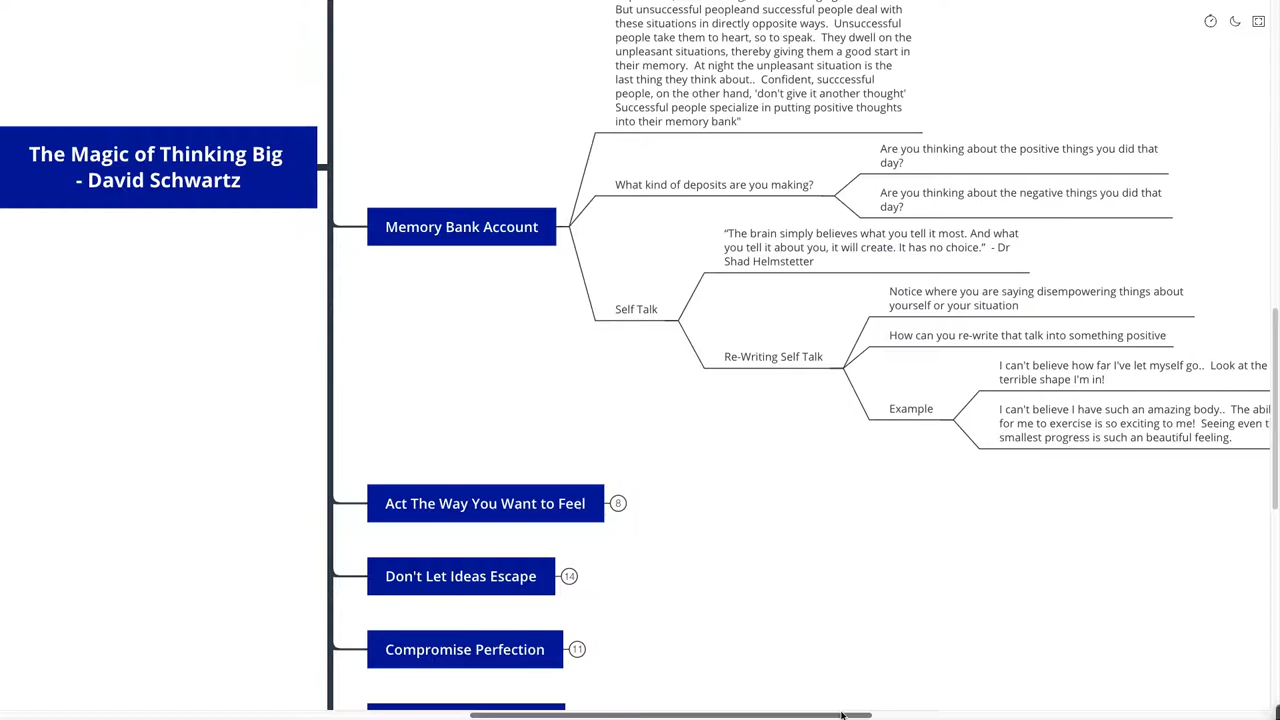 But unsuccessful peopleand successful people deal with
these situations in directly opposite ways.  Unsuccessful
people take them to heart, so to speak.  They dwell on the
unpleasant situations, thereby giving them a good start in
their memory.  At night the unpleasant situation is the
last thing they think about..  Confident, succcessful
people, on the other hand, 'don't give it another thought'
Successful people specialize in putting positive thoughts
into their memory bank"
The Magic of Thinking Big
- David Schwartz
Memory Bank Account
What kind of deposits are you making?
Are you thinking about the positive things you did that
day?
Are you thinking about the negative things you did that
day?
Self Talk
“The brain simply believes what you tell it most. And what
you tell it about you, it will create. It has no choice.”  - Dr
Shad Helmstetter
Re-Writing Self Talk
Notice where you are saying disempowering things about
yourself or your situation
How can you re-write that talk into something positive
Example
I can't believe how far I've let myself go..  Look at the
terrible shape I'm in!
I can't believe I have such an amazing body..  The abil
for me to exercise is so exciting to me!  Seeing even t
smallest progress is such an beautiful feeling.
Act The Way You Want to Feel
8
Don't Let Ideas Escape
14
Compromise Perfection
11